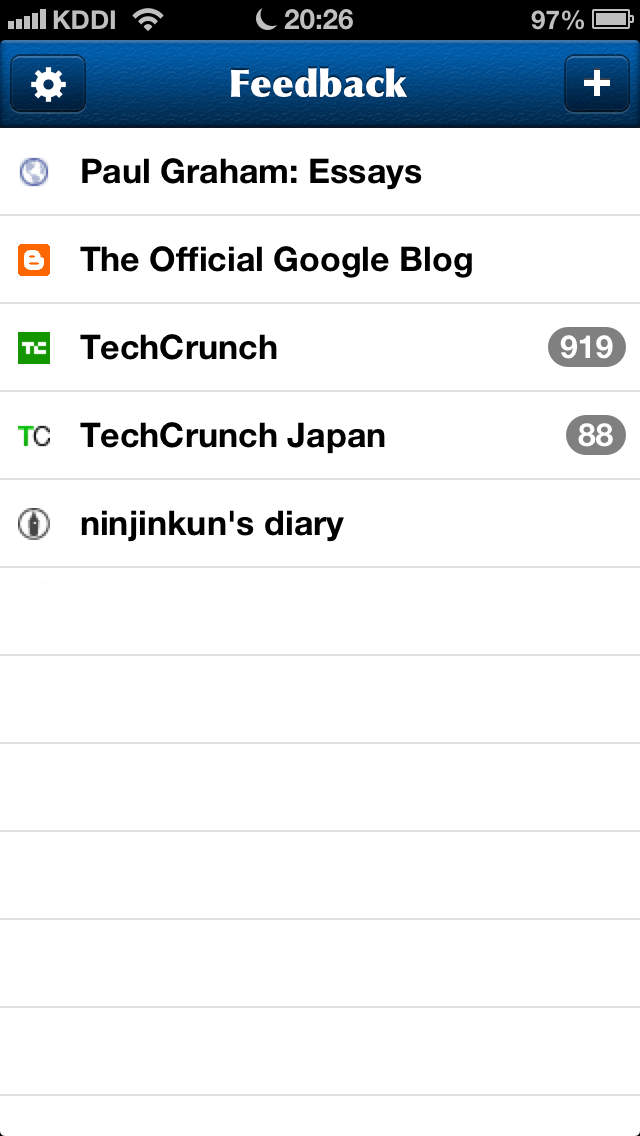 KDDI 20:26 97%
Feedback
Paul Graham: Essays
The Official Google Blog
TC TechCrunch 919
TC TechCrunch Japan 88
ninjinkun's diary